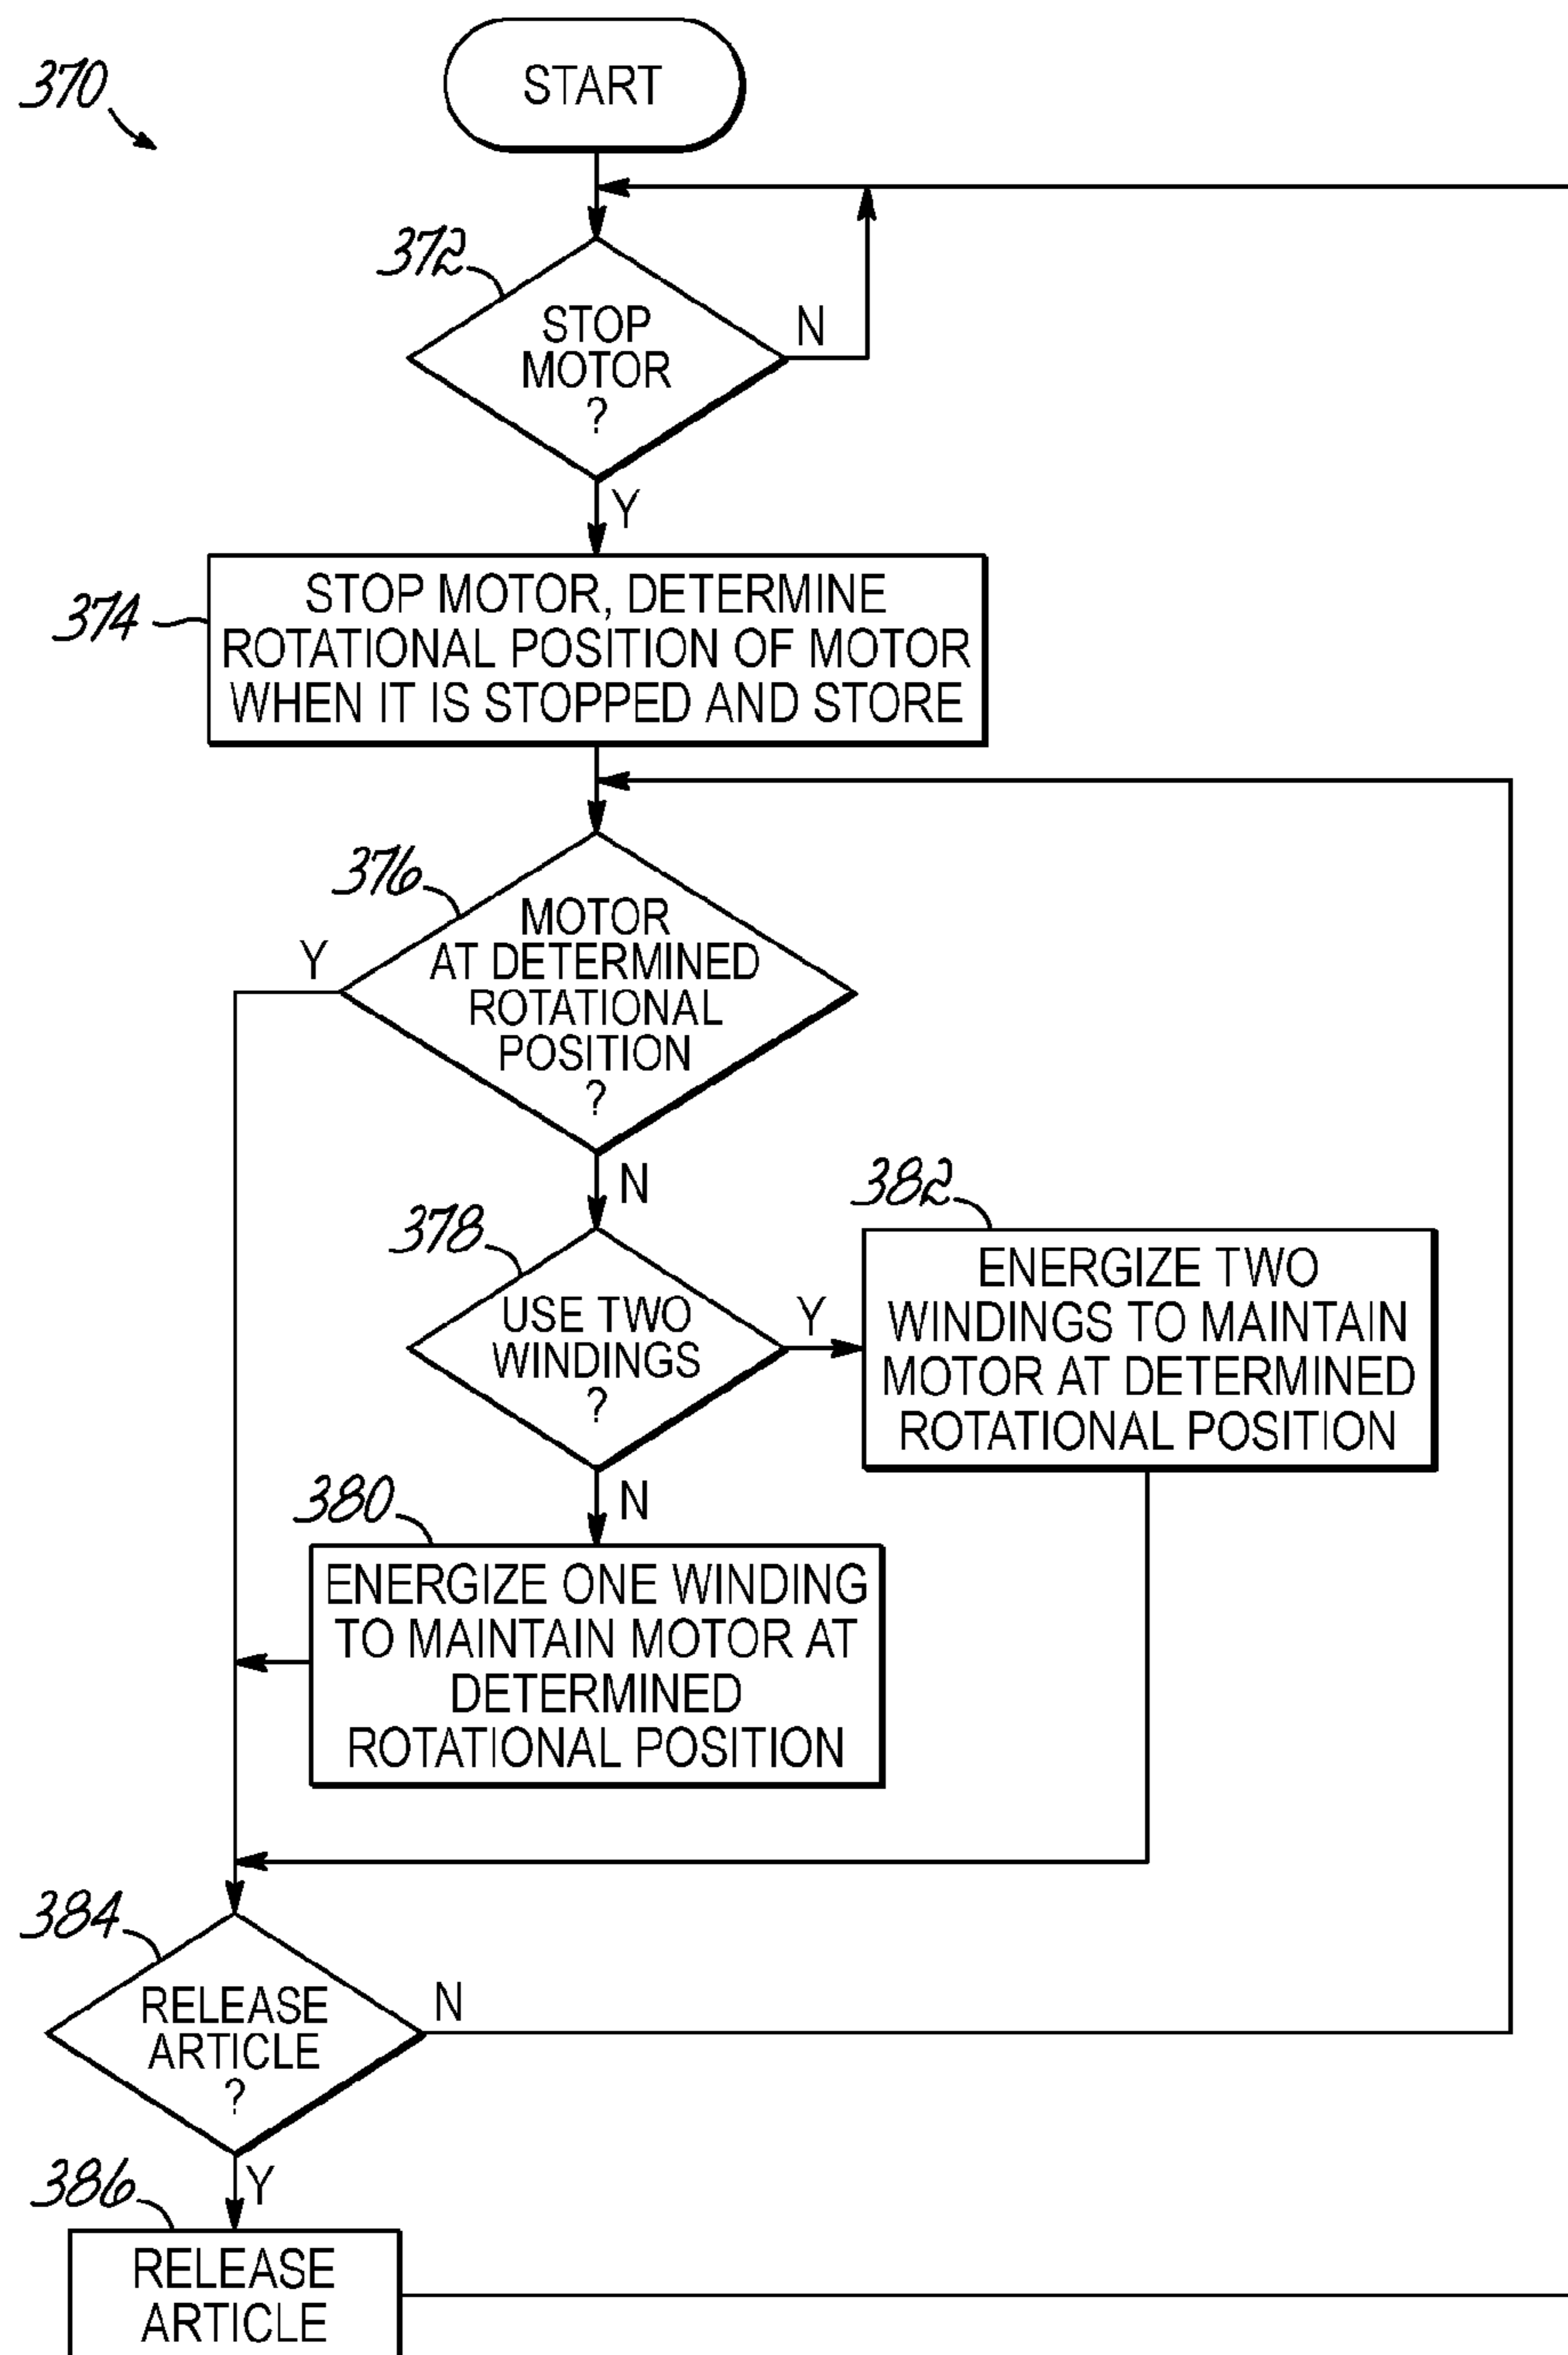 370
START
372
STOP
MOTOR
?
N
Y
374
STOP MOTOR, DETERMINE
ROTATIONAL POSITION OF MOTOR
WHEN IT IS STOPPED AND STORE
376
Y
MOTOR
AT DETERMINED
ROTATIONAL
POSITION
?
N
378
USE TWO
WINDINGS
?
Y
382
ENERGIZE TWO
WINDINGS TO MAINTAIN
MOTOR AT DETERMINED
ROTATIONAL POSITION
N
380
ENERGIZE ONE WINDING
TO MAINTAIN MOTOR AT
DETERMINED
ROTATIONAL POSITION
384
RELEASE
ARTICLE
?
N
Y
386
RELEASE
ARTICLE